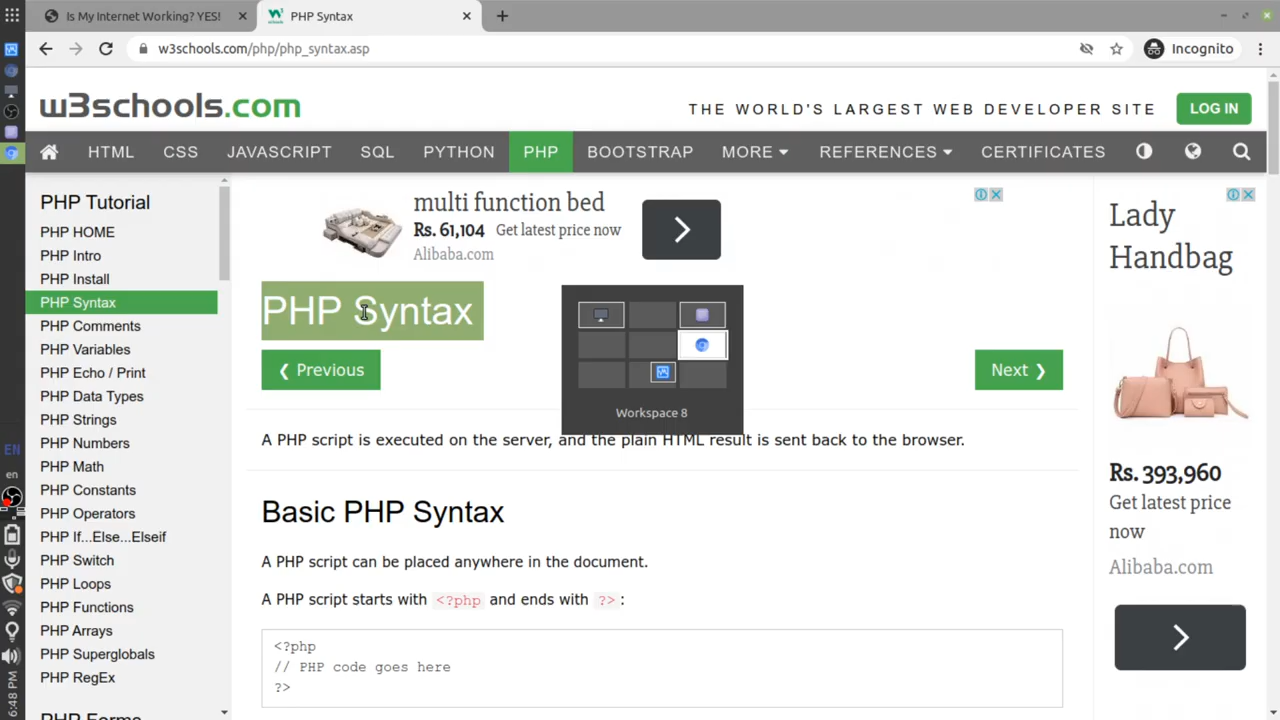 Is My Internet Working? YES!
PHP Syntax
w3schools.com/php/php_syntax.asp
Incognito
w3schools.com
THE WORLD'S LARGEST WEB DEVELOPER SITE
LOG IN
HTML CSS JAVASCRIPT SQL PYTHON PHP BOOTSTRAP MORE REFERENCES CERTIFICATES
PHP Tutorial
PHP HOME
PHP Intro
PHP Install
PHP Syntax
PHP Comments
PHP Variables
PHP Echo / Print
PHP Data Types
PHP Strings
PHP Numbers
PHP Math
PHP Constants
PHP Operators
PHP If...Else...Elseif
PHP Switch
PHP Loops
PHP Functions
PHP Arrays
PHP Superglobals
PHP RegEx
PHP Forms
multi function bed
Rs. 61,104 Get latest price now
Alibaba.com
PHP Syntax
❮ Previous
Next ❯
Workspace 8
A PHP script is executed on the server, and the plain HTML result is sent back to the browser.
Basic PHP Syntax
A PHP script can be placed anywhere in the document.
A PHP script starts with <?php and ends with ?>:
<?php
// PHP code goes here
?>
Lady
Handbag
Rs. 393,960
Get latest price
now
Alibaba.com
EN
en
6:48 PM